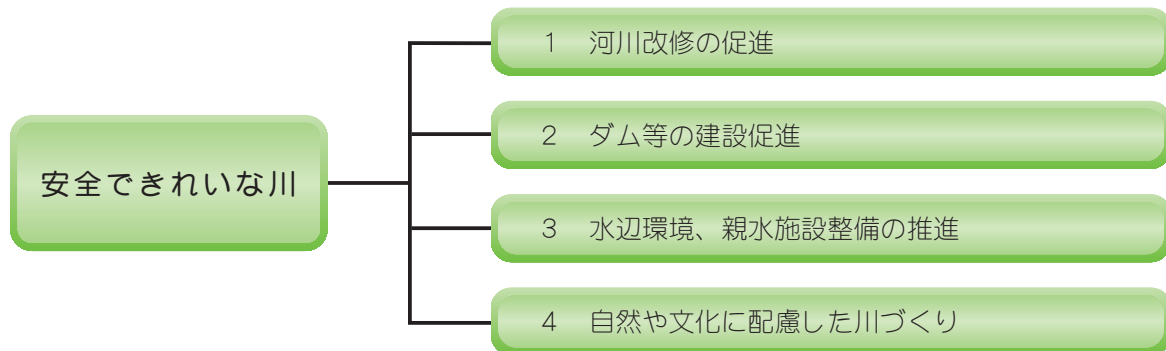 安全できれいな川
1 河川改修の促進
2 ダム等の建設促進
3 水辺環境、親水施設整備の推進
4 自然や文化に配慮した川づくり